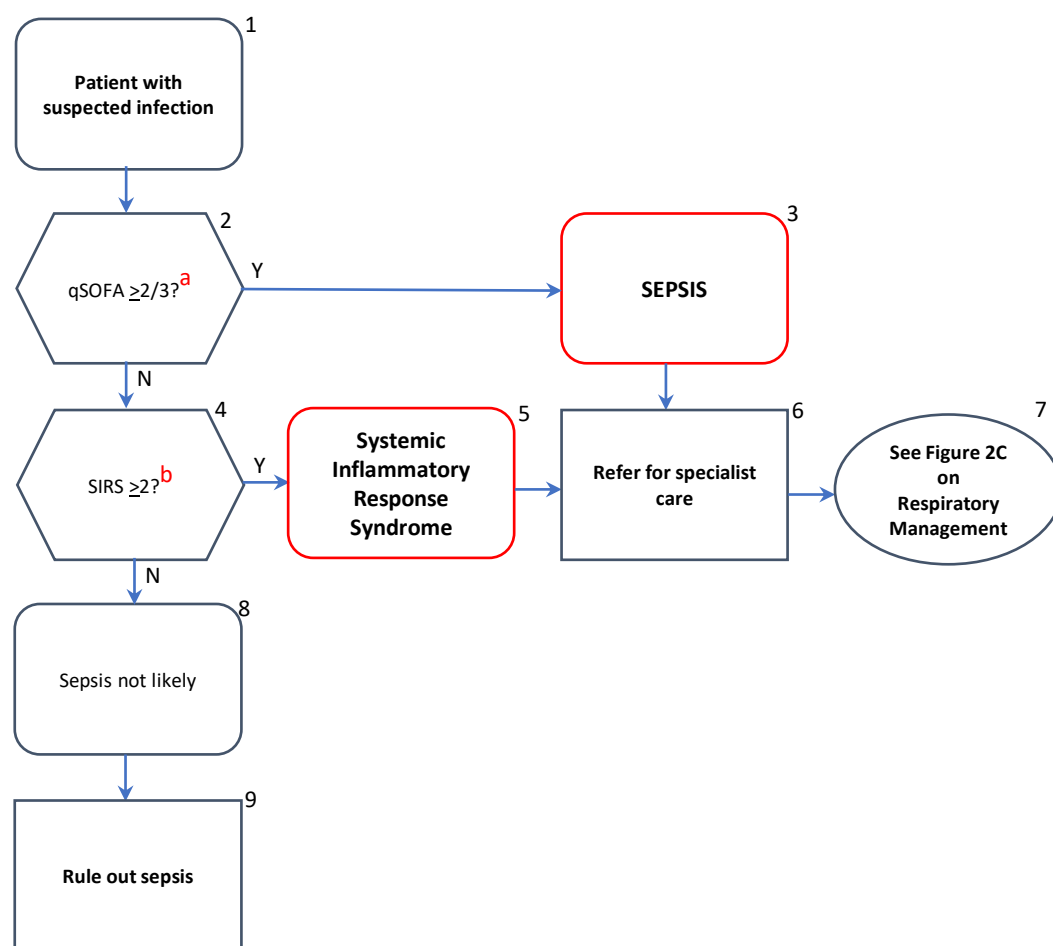 1
Patient with
suspected infection
2
qSOFA ≥2/3?a
Y
N
3
SEPSIS
4
SIRS ≥2?b
Y
N
5
Systemic
Inflammatory
Response
Syndrome
6
Refer for specialist
care
7
See Figure 2C
on
Respiratory
Management
8
Sepsis not likely
9
Rule out sepsis